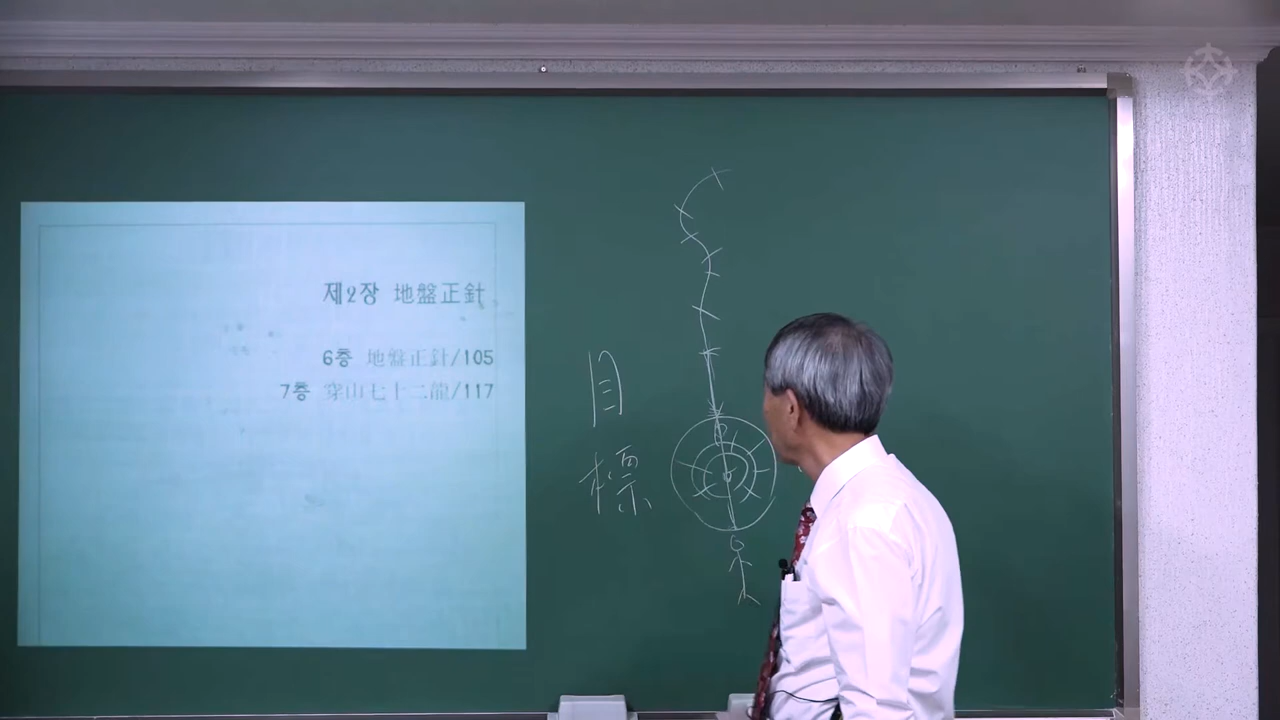 제2장 地盤正針
6층 地盤正針/105
7층 穿山七十二龍/117
目
標